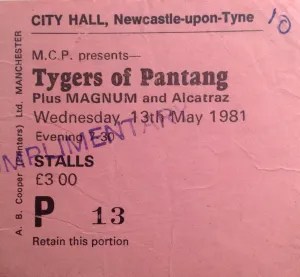 CITY HALL, Newcastle-upon-Tyne
10
M.C.P. presents—
Tygers of Pantang
Plus MAGNUM and Alcatraz
Wednesday, 13th May 1981
Evening 7-30
COMPLIMENTARY
STALLS
£3 00
P 13
Retain this portion
A. B. Cooper (Printers) Ltd. MANCHESTER